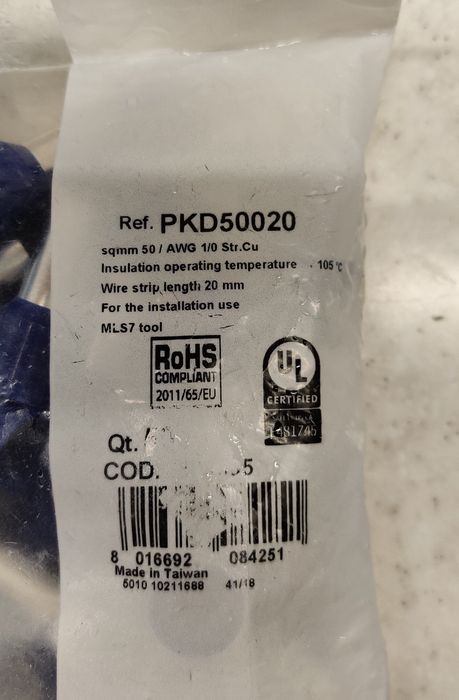 Ref. PKD50020
sqmm 50 / AWG 1/0 Str.Cu
Insulation operating temperature 105 °c
Wire strip length 20 mm
For the installation use
MLS7 tool
RoHS
COMPLIANT
2011/65/EU
UL
CERTIFIED
Qt.
COD.
8 016692 084251
Made in Taiwan
5010 10211688 41/18